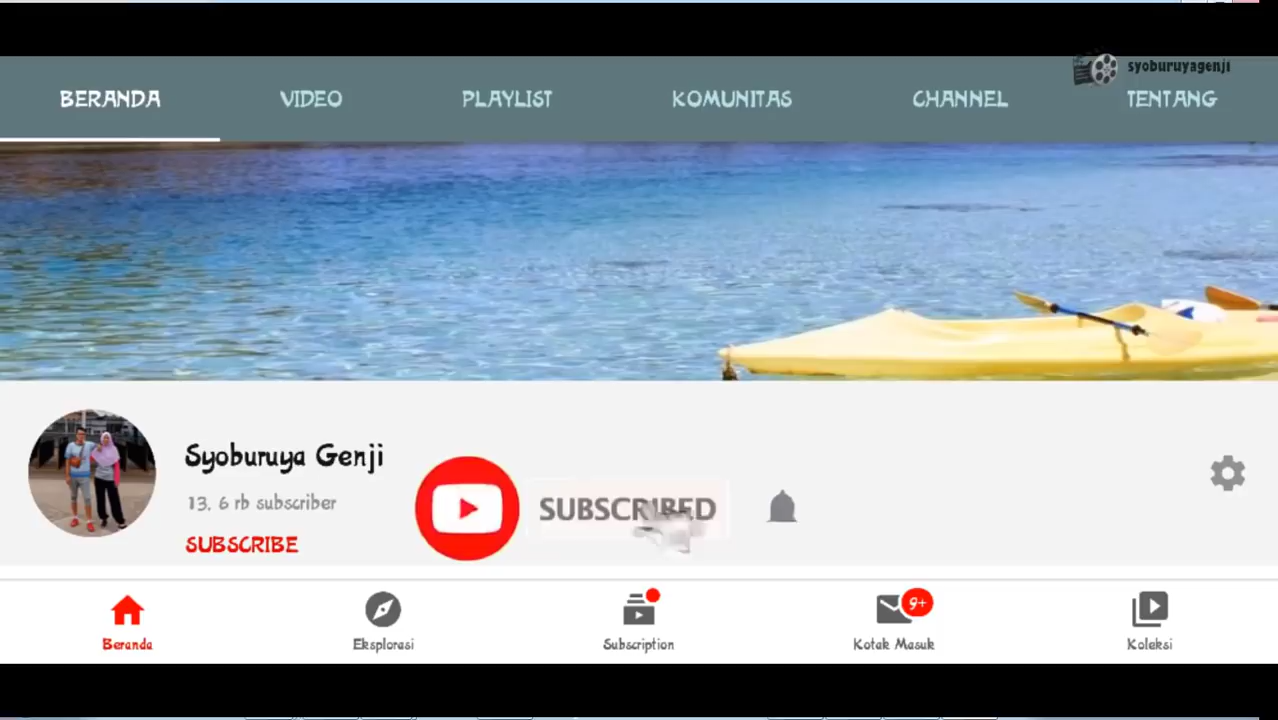 syoburuyagenji
BERANDA VIDEO PLAYLIST KOMUNITAS CHANNEL TENTANG
Syoburuya Genji
13, 6 rb subscriber
SUBSCRIBED
SUBSCRIBE
9+
Beranda Eksplorasi Subscription Kotak Masuk Koleksi